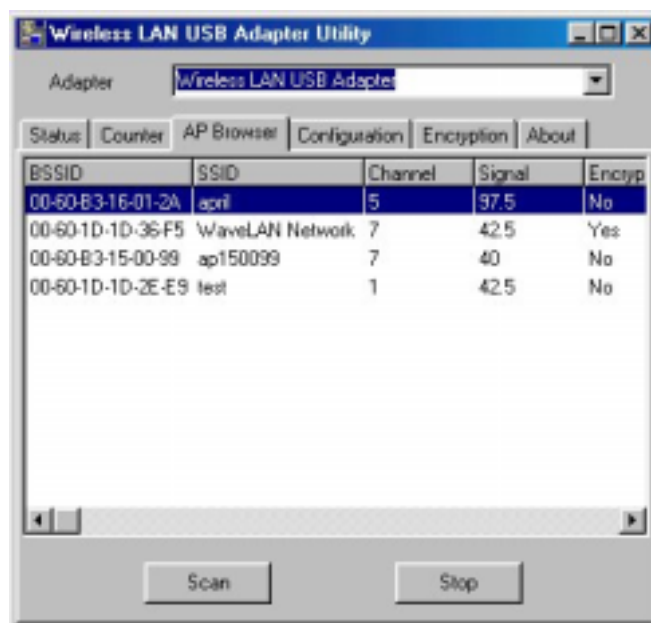 Wireless LAN USB Adapter Utility
Adapter Wireless LAN USB Adapter
Status Counter AP Browser Configuration Encryption About
BSSID SSID Channel Signal Encryp
00-60-B3-16-01-2A april 5 97.5 No
00-60-1D-1D-36-F5 WaveLAN Network 7 42.5 Yes
00-60-B3-15-00-99 ap150099 7 40 No
00-60-1D-1D-2E-E9 test 1 42.5 No
Scan Stop